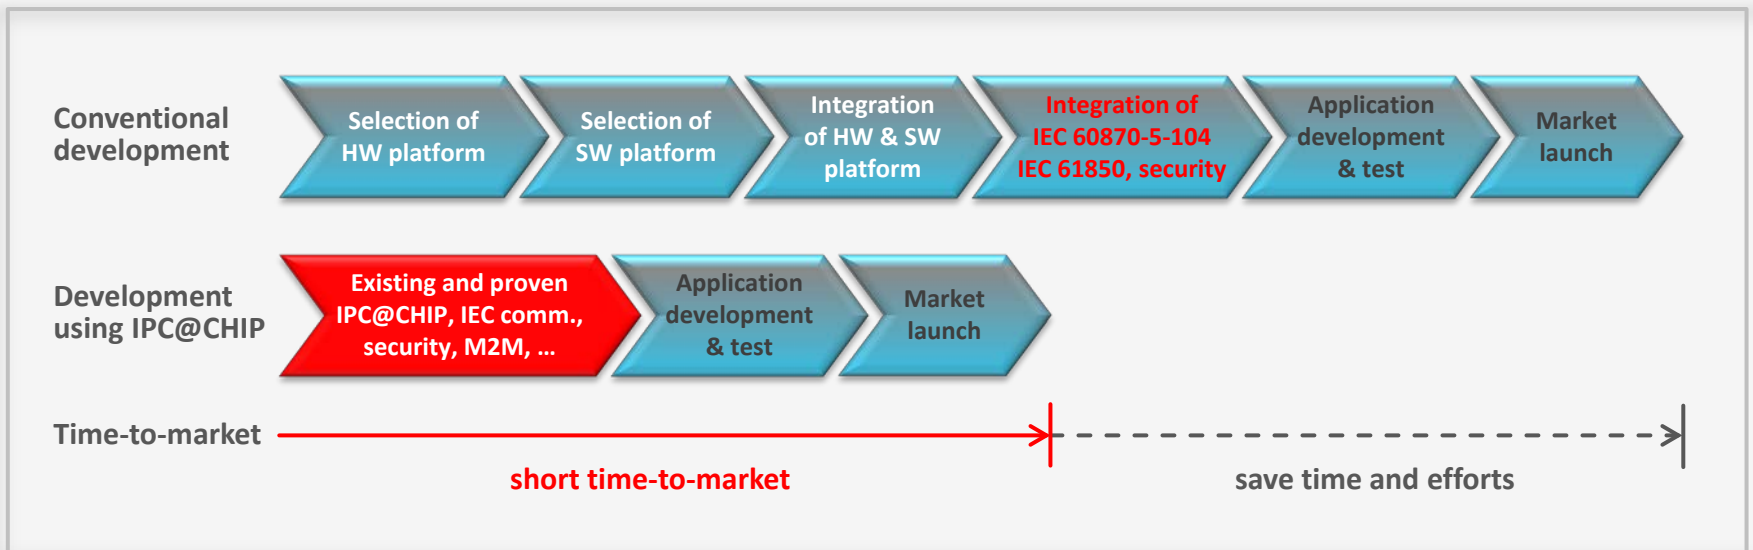 Conventional
development
Selection of
HW platform
Selection of
SW platform
Integration
of HW & SW
platform
Integration of
IEC 60870-5-104
IEC 61850, security
Application
development
& test
Market
launch
Development
using IPC@CHIP
Existing and proven
IPC@CHIP, IEC comm.,
security, M2M, ...
Application
development
& test
Market
launch
Time-to-market
short time-to-market
save time and efforts